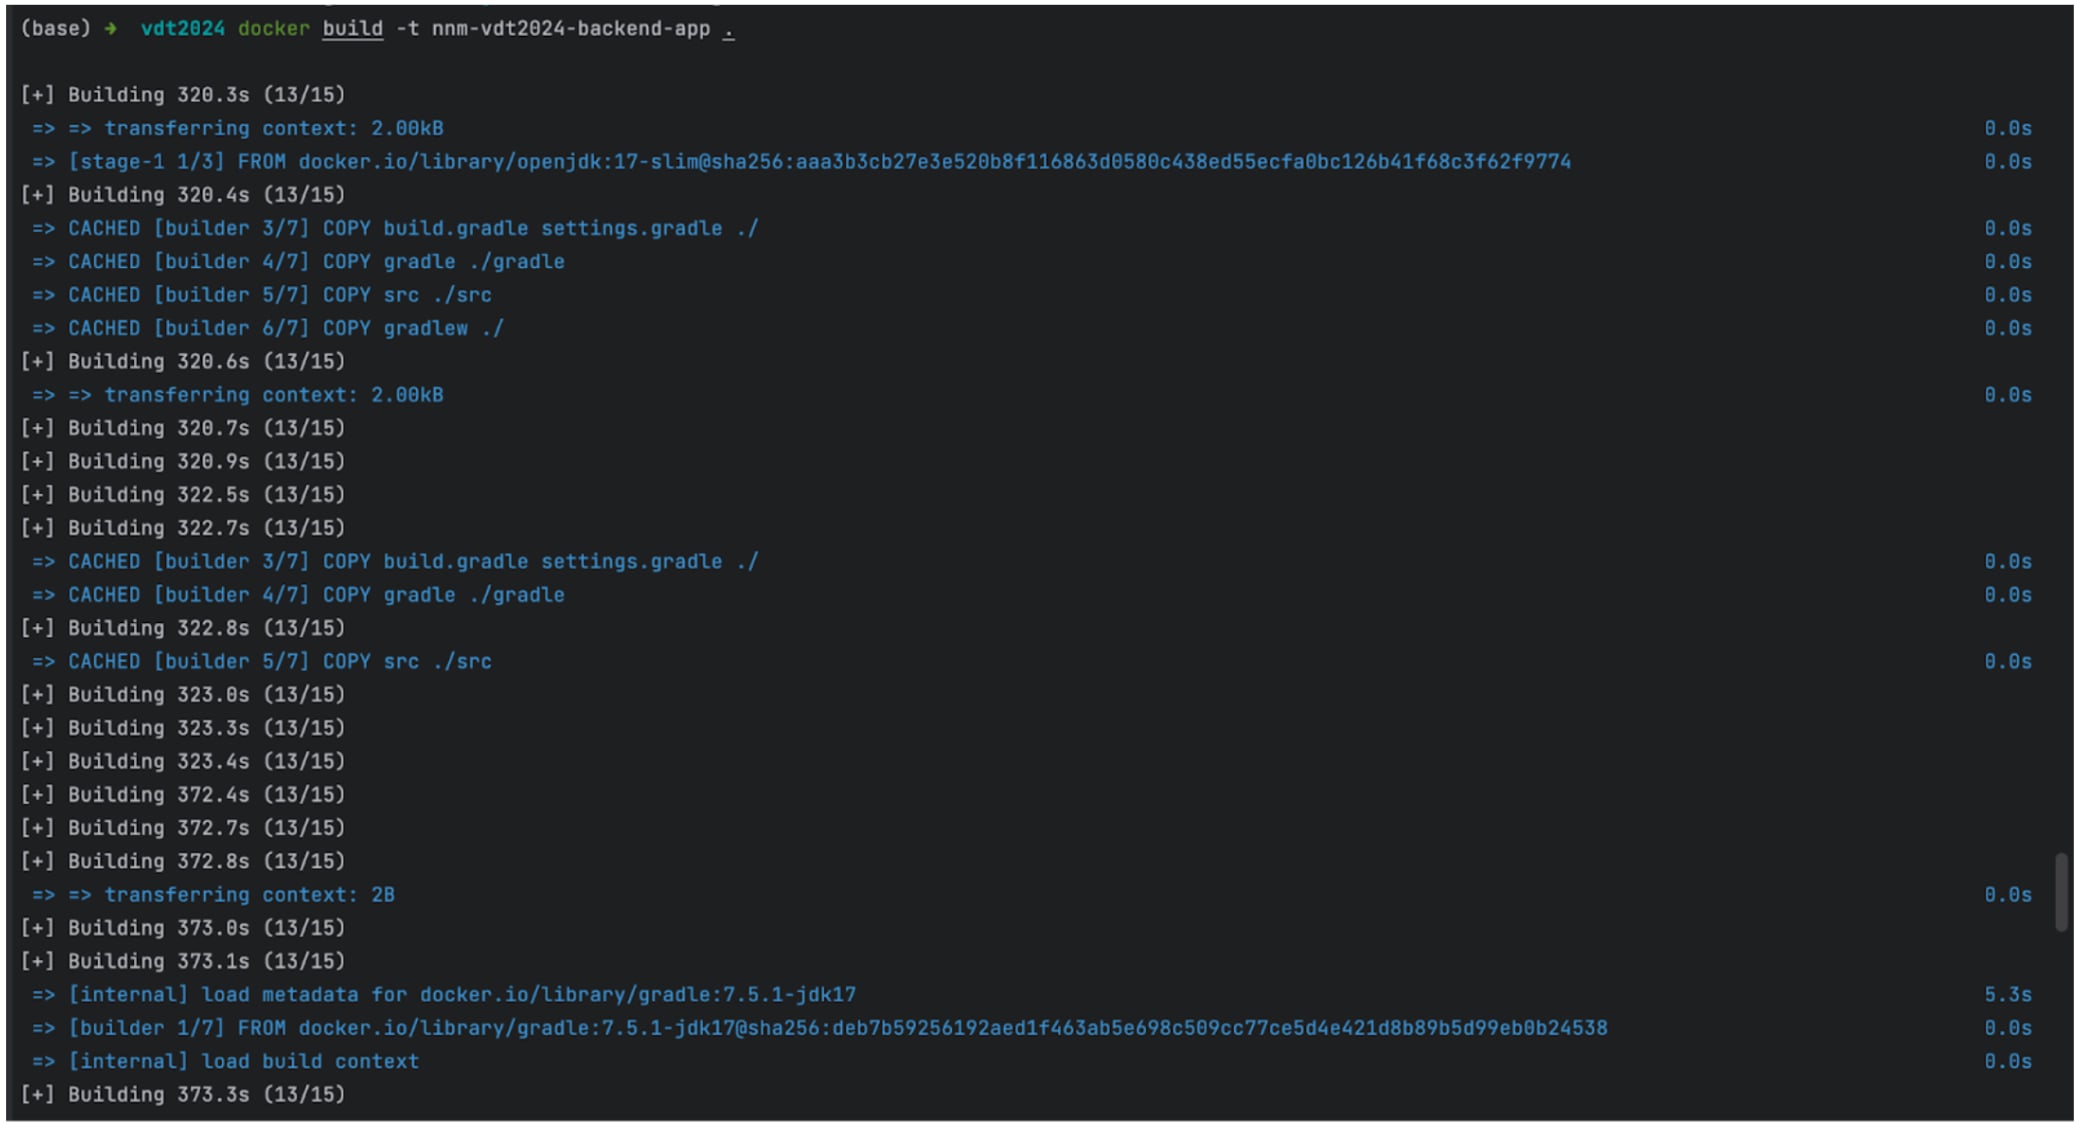 (base) ➜ vdt2024 docker build -t nnm-vdt2024-backend-app .
[+] Building 320.3s (13/15)
=> => transferring context: 2.00kB 0.0s
=> [stage-1 1/3] FROM docker.io/library/openjdk:17-slim@sha256:aaa3b3cb27e3e520b8f116863d0580c438ed55ecfa0bc126b41f68c3f62f9774 0.0s
[+] Building 320.4s (13/15)
=> CACHED [builder 3/7] COPY build.gradle settings.gradle ./ 0.0s
=> CACHED [builder 4/7] COPY gradle ./gradle 0.0s
=> CACHED [builder 5/7] COPY src ./src 0.0s
=> CACHED [builder 6/7] COPY gradlew ./ 0.0s
[+] Building 320.6s (13/15)
=> => transferring context: 2.00kB 0.0s
[+] Building 320.7s (13/15)
[+] Building 320.9s (13/15)
[+] Building 322.5s (13/15)
[+] Building 322.7s (13/15)
=> CACHED [builder 3/7] COPY build.gradle settings.gradle ./ 0.0s
=> CACHED [builder 4/7] COPY gradle ./gradle 0.0s
[+] Building 322.8s (13/15)
=> CACHED [builder 5/7] COPY src ./src 0.0s
[+] Building 323.0s (13/15)
[+] Building 323.3s (13/15)
[+] Building 323.4s (13/15)
[+] Building 372.4s (13/15)
[+] Building 372.7s (13/15)
[+] Building 372.8s (13/15)
=> => transferring context: 2B 0.0s
[+] Building 373.0s (13/15)
[+] Building 373.1s (13/15)
=> [internal] load metadata for docker.io/library/gradle:7.5.1-jdk17 5.3s
=> [builder 1/7] FROM docker.io/library/gradle:7.5.1-jdk17@sha256:deb7b59256192aed1f463ab5e698c509cc77ce5d4e421d8b89b5d99eb0b24538 0.0s
=> [internal] load build context 0.0s
[+] Building 373.3s (13/15)